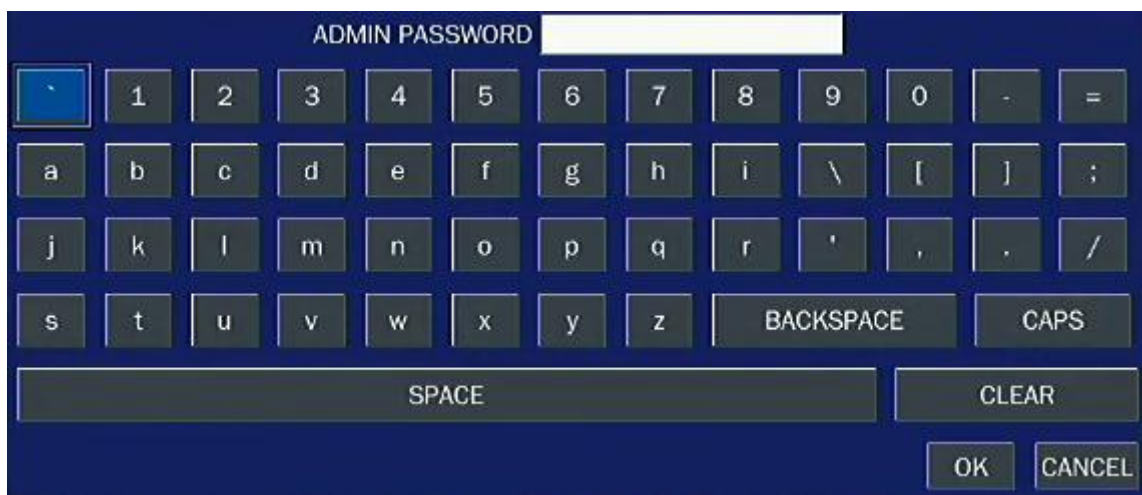 ADMIN PASSWORD
` 1 2 3 4 5 6 7 8 9 0 - =
a b c d e f g h i \ [ ] ;
j k l m n o p q r ' , . /
s t u v w x y z BACKSPACE CAPS
SPACE CLEAR
OK CANCEL